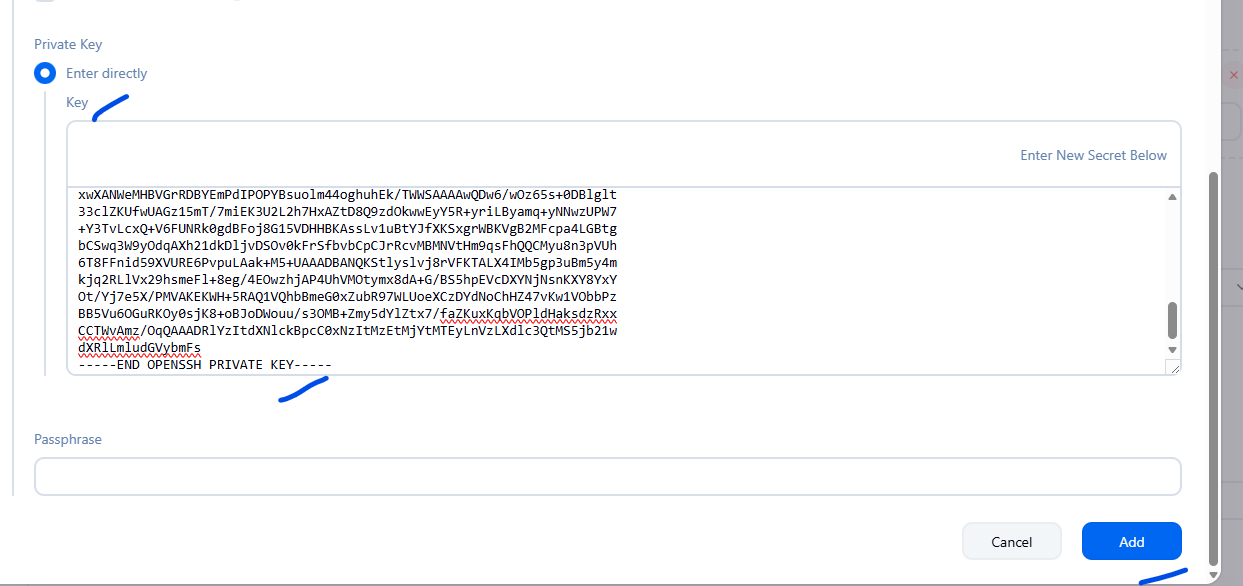 Private Key
Enter directly
Key
Enter New Secret Below
xwXANWeMHBVGrRDBYEmPdIPOPYBsuolm44oghuhEk/TWWSAAAAwQDw6/wOz65s+0DBlglt
33clZKUfwUAGz15mT/7miEK3U2L2h7HxAZtD8Q9zdOkwwEyY5R+yriLByamq+yNNwzUPW7
+Y3TvLcxQ+V6FUNRk0gdBFoj8G15VDHHBKAssLv1uBtYJfXKSxgrWBKVgB2MFcpa4LGBtg
bCSwq3W9yOdqAXh21dkDljvDSOv0kFrSfbvbCpCJrRcvMBMNVtHm9qsFhQQCMyu8n3pVUh
6T8FFnid59XVURE6PvpuLAak+M5+UAAADBANQKStlyslvj8rVFKTALX4IMb5gp3uBm5y4m
kjq2RLlVx29hsmeFl+8eg/4EOwzhjAP4UhVMOtymx8dA+G/BS5hpEVcDXYNjNsnKXY8YxY
Ot/Yj7e5X/PMVAKEKWH+5RAQ1VQhbBmeG0xZubR97WLUoeXCzDYdNoChHZ47vKw1VObbPz
BB5Vu6OGuRKOy0sjK8+oBJoDWouu/s3OMB+Zmy5dYlZtx7/faZKuxKqbVOPldHaksdzRxx
CCTWvAmz/OqQAAADRlYzItdXNlckBpcC0xNzItMzEtMjYtMTEyLnVzLXdlc3QtMS5jb21w
dXRlLmludGVybmFs
-----END OPENSSH PRIVATE KEY-----
Passphrase
Cancel
Add